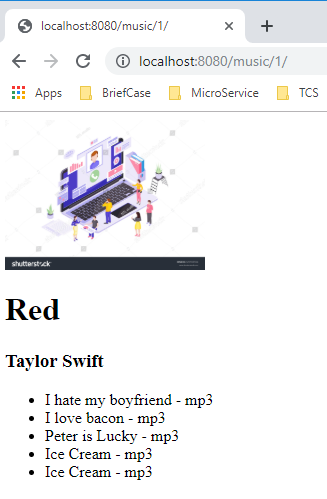 localhost:8080/music/1/
localhost:8080/music/1/
Apps BriefCase MicroService TCS
shutterstock
Red
Taylor Swift
I hate my boyfriend - mp3
I love bacon - mp3
Peter is Lucky - mp3
Ice Cream - mp3
Ice Cream - mp3